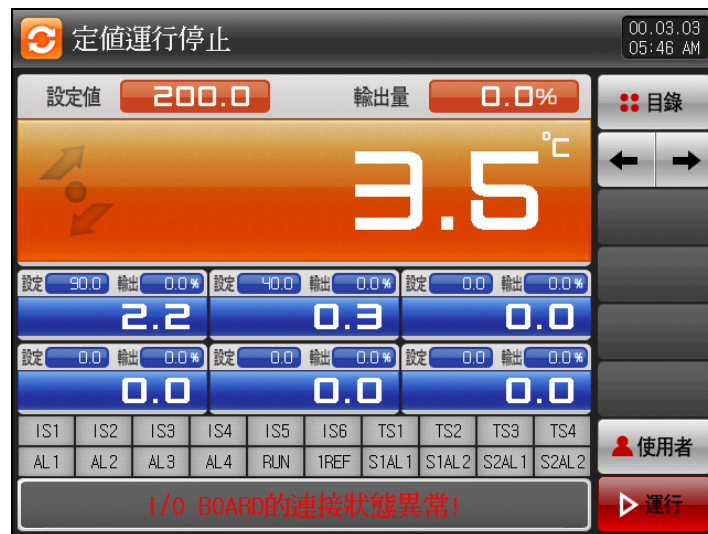 定值運行停止
00.03.03
05:46 AM
設定值 200.0 輸出量 0.0%
目錄
3.5 °C
設定 90.0 輸出 0.0% 設定 40.0 輸出 0.0% 設定 0.0 輸出 0.0%
2.2 0.3 0.0
設定 0.0 輸出 0.0% 設定 0.0 輸出 0.0% 設定 0.0 輸出 0.0%
0.0 0.0 0.0
IS1 IS2 IS3 IS4 IS5 IS6 TS1 TS2 TS3 TS4
AL1 AL2 AL3 AL4 RUN 1REF S1AL1 S1AL2 S2AL1 S2AL2
使用者
I/O BOARD的連接狀態異常!
運行